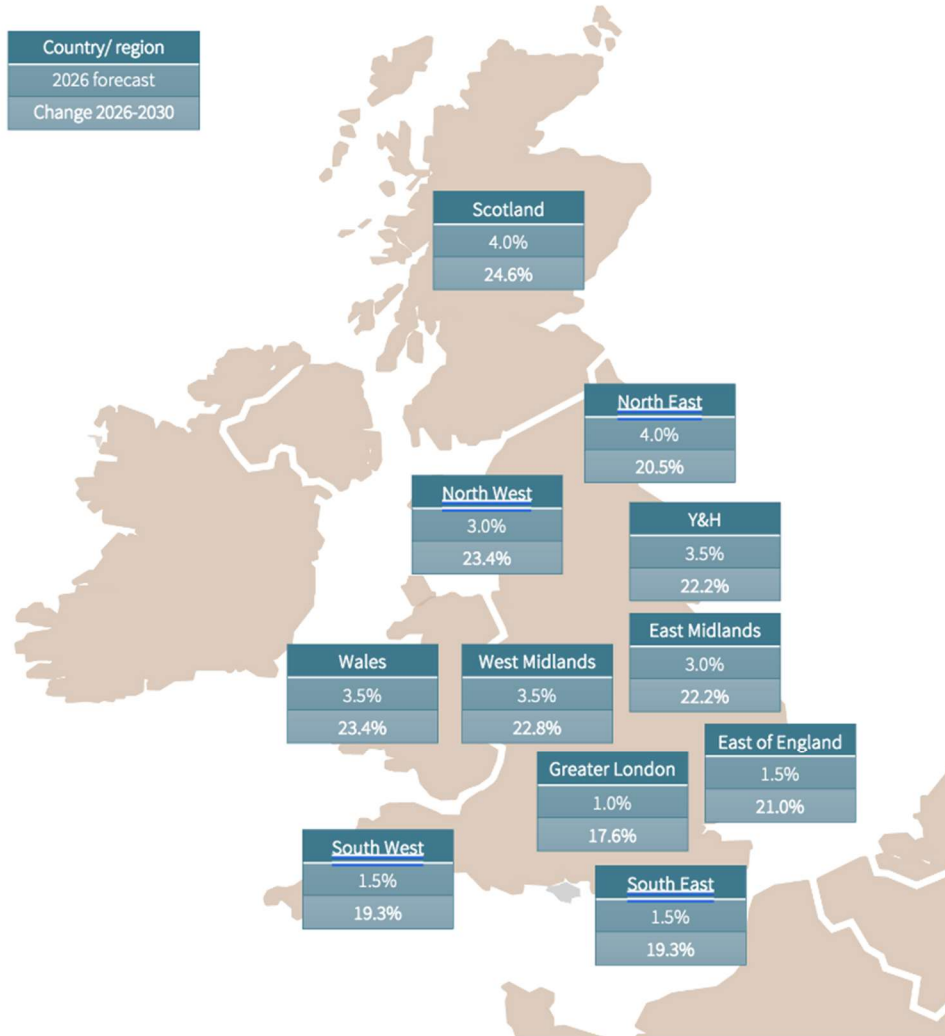 Country/ region
2026 forecast
Change 2026-2030
Scotland
4.0%
24.6%
North East
4.0%
20.5%
North West
3.0%
23.4%
Y&H
3.5%
22.2%
East Midlands
3.0%
22.2%
Wales
3.5%
23.4%
West Midlands
3.5%
22.8%
East of England
1.5%
21.0%
Greater London
1.0%
17.6%
South West
1.5%
19.3%
South East
1.5%
19.3%